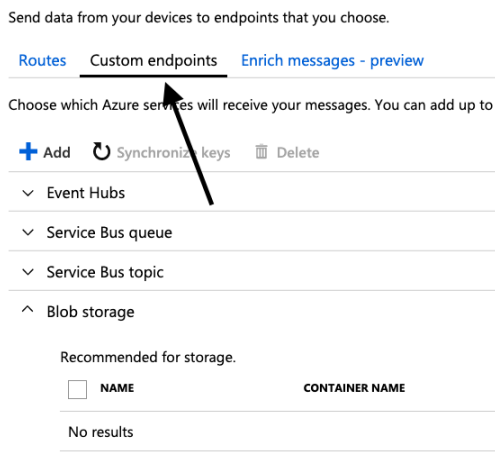 Send data from your devices to endpoints that you choose.
Routes Custom endpoints Enrich messages - preview
Choose which Azure services will receive your messages. You can add up to
Add Synchronize keys Delete
Event Hubs
Service Bus queue
Service Bus topic
Blob storage
Recommended for storage.
NAME CONTAINER NAME
No results